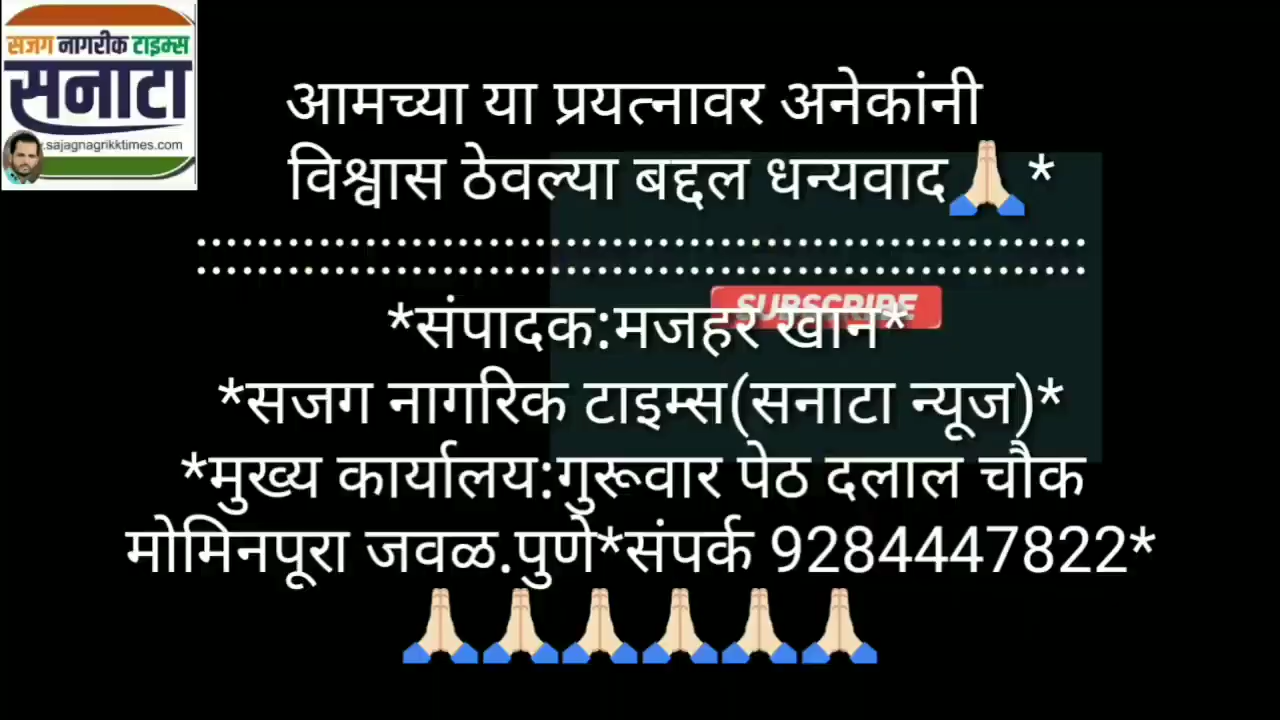 सजग नागरीक टाइम्स
सनाटा
.sajagnagrikktimes.com
आमच्या या प्रयत्नावर अनेकांनी
विश्वास ठेवल्या बद्दल धन्यवाद🙏🏻*
::::::::::::::::::::::::::::::::::::::::::::::::::::::::::::::
SUBSCRIBE
*संपादक:मजहर खान*
*सजग नागरिक टाइम्स(सनाटा न्यूज)*
*मुख्य कार्यालय:गुरूवार पेठ दलाल चौक
मोमिनपूरा जवळ.पुणे*संपर्क 9284447822*
🙏🏻🙏🏻🙏🏻🙏🏻🙏🏻🙏🏻